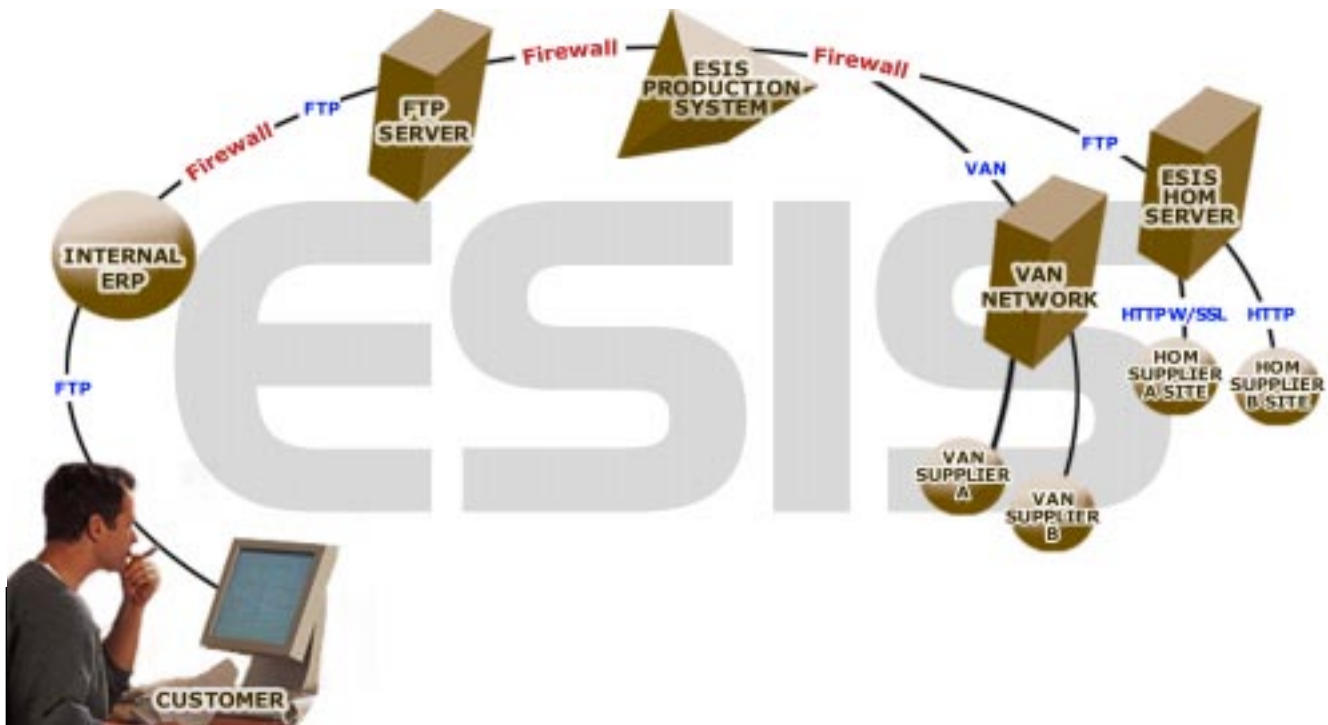 Firewall
Firewall
ESIS
PRODUCTION
SYSTEM
FTP
SERVER
FTP
Firewall
FTP
VAN
ESIS
HOM
SERVER
INTERNAL
ERP
VAN
NETWORK
HTTP W/SSL
HTTP
HOM
SUPPLIER
A SITE
HOM
SUPPLIER
B SITE
FTP
ESIS
VAN
SUPPLIER
A
VAN
SUPPLIER
B
CUSTOMER